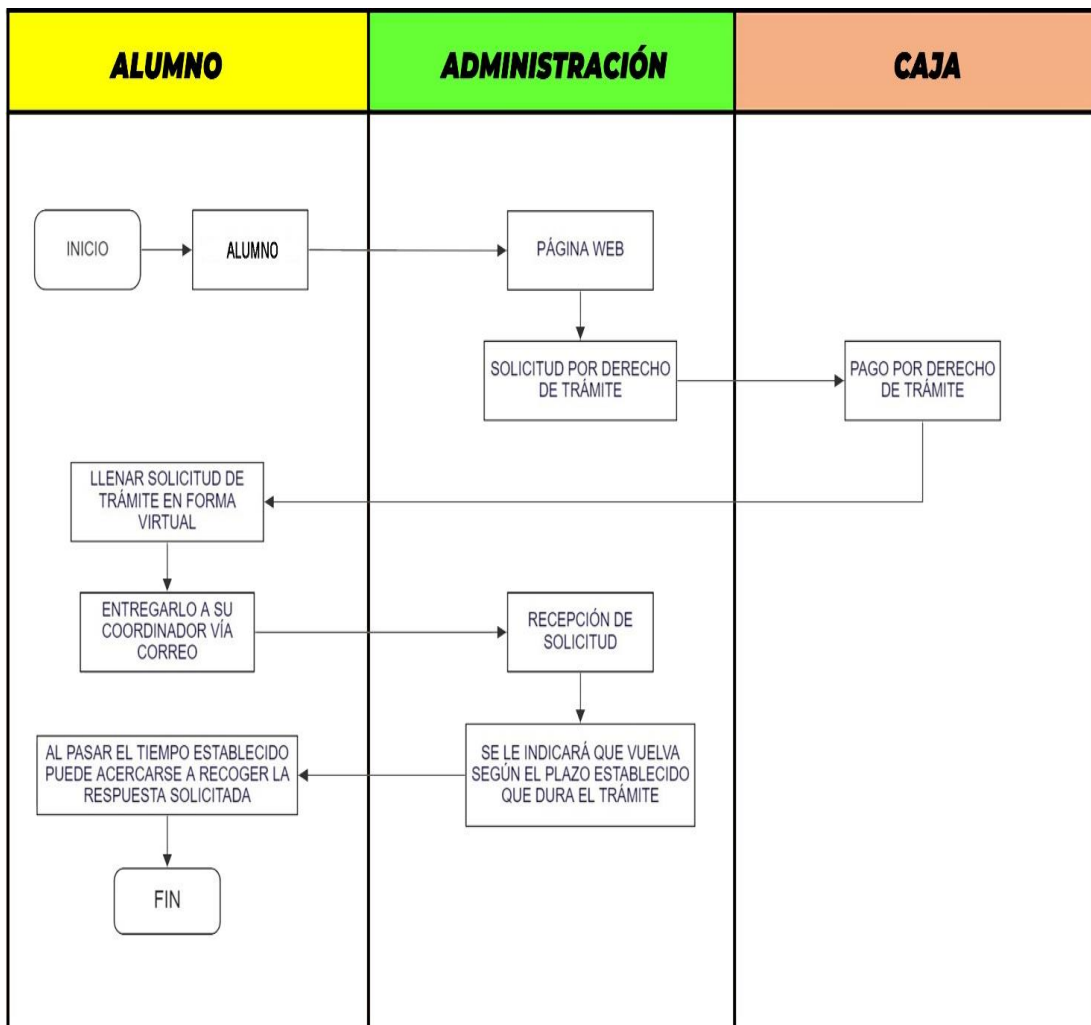 ALUMNO
ADMINISTRACIÓN
CAJA
INICIO
ALUMNO
PÁGINA WEB
SOLICITUD POR DERECHO
DE TRÁMITE
PAGO POR DERECHO
DE TRÁMITE
LLENAR SOLICITUD DE
TRÁMITE EN FORMA
VIRTUAL
ENTREGARLO A SU
COORDINADOR VÍA
CORREO
RECEPCIÓN DE
SOLICITUD
SE LE INDICARÁ QUE VUELVA
SEGÚN EL PLAZO ESTABLECIDO
QUE DURA EL TRÁMITE
AL PASAR EL TIEMPO ESTABLECIDO
PUEDE ACERCARSE A RECOGER LA
RESPUESTA SOLICITADA
FIN